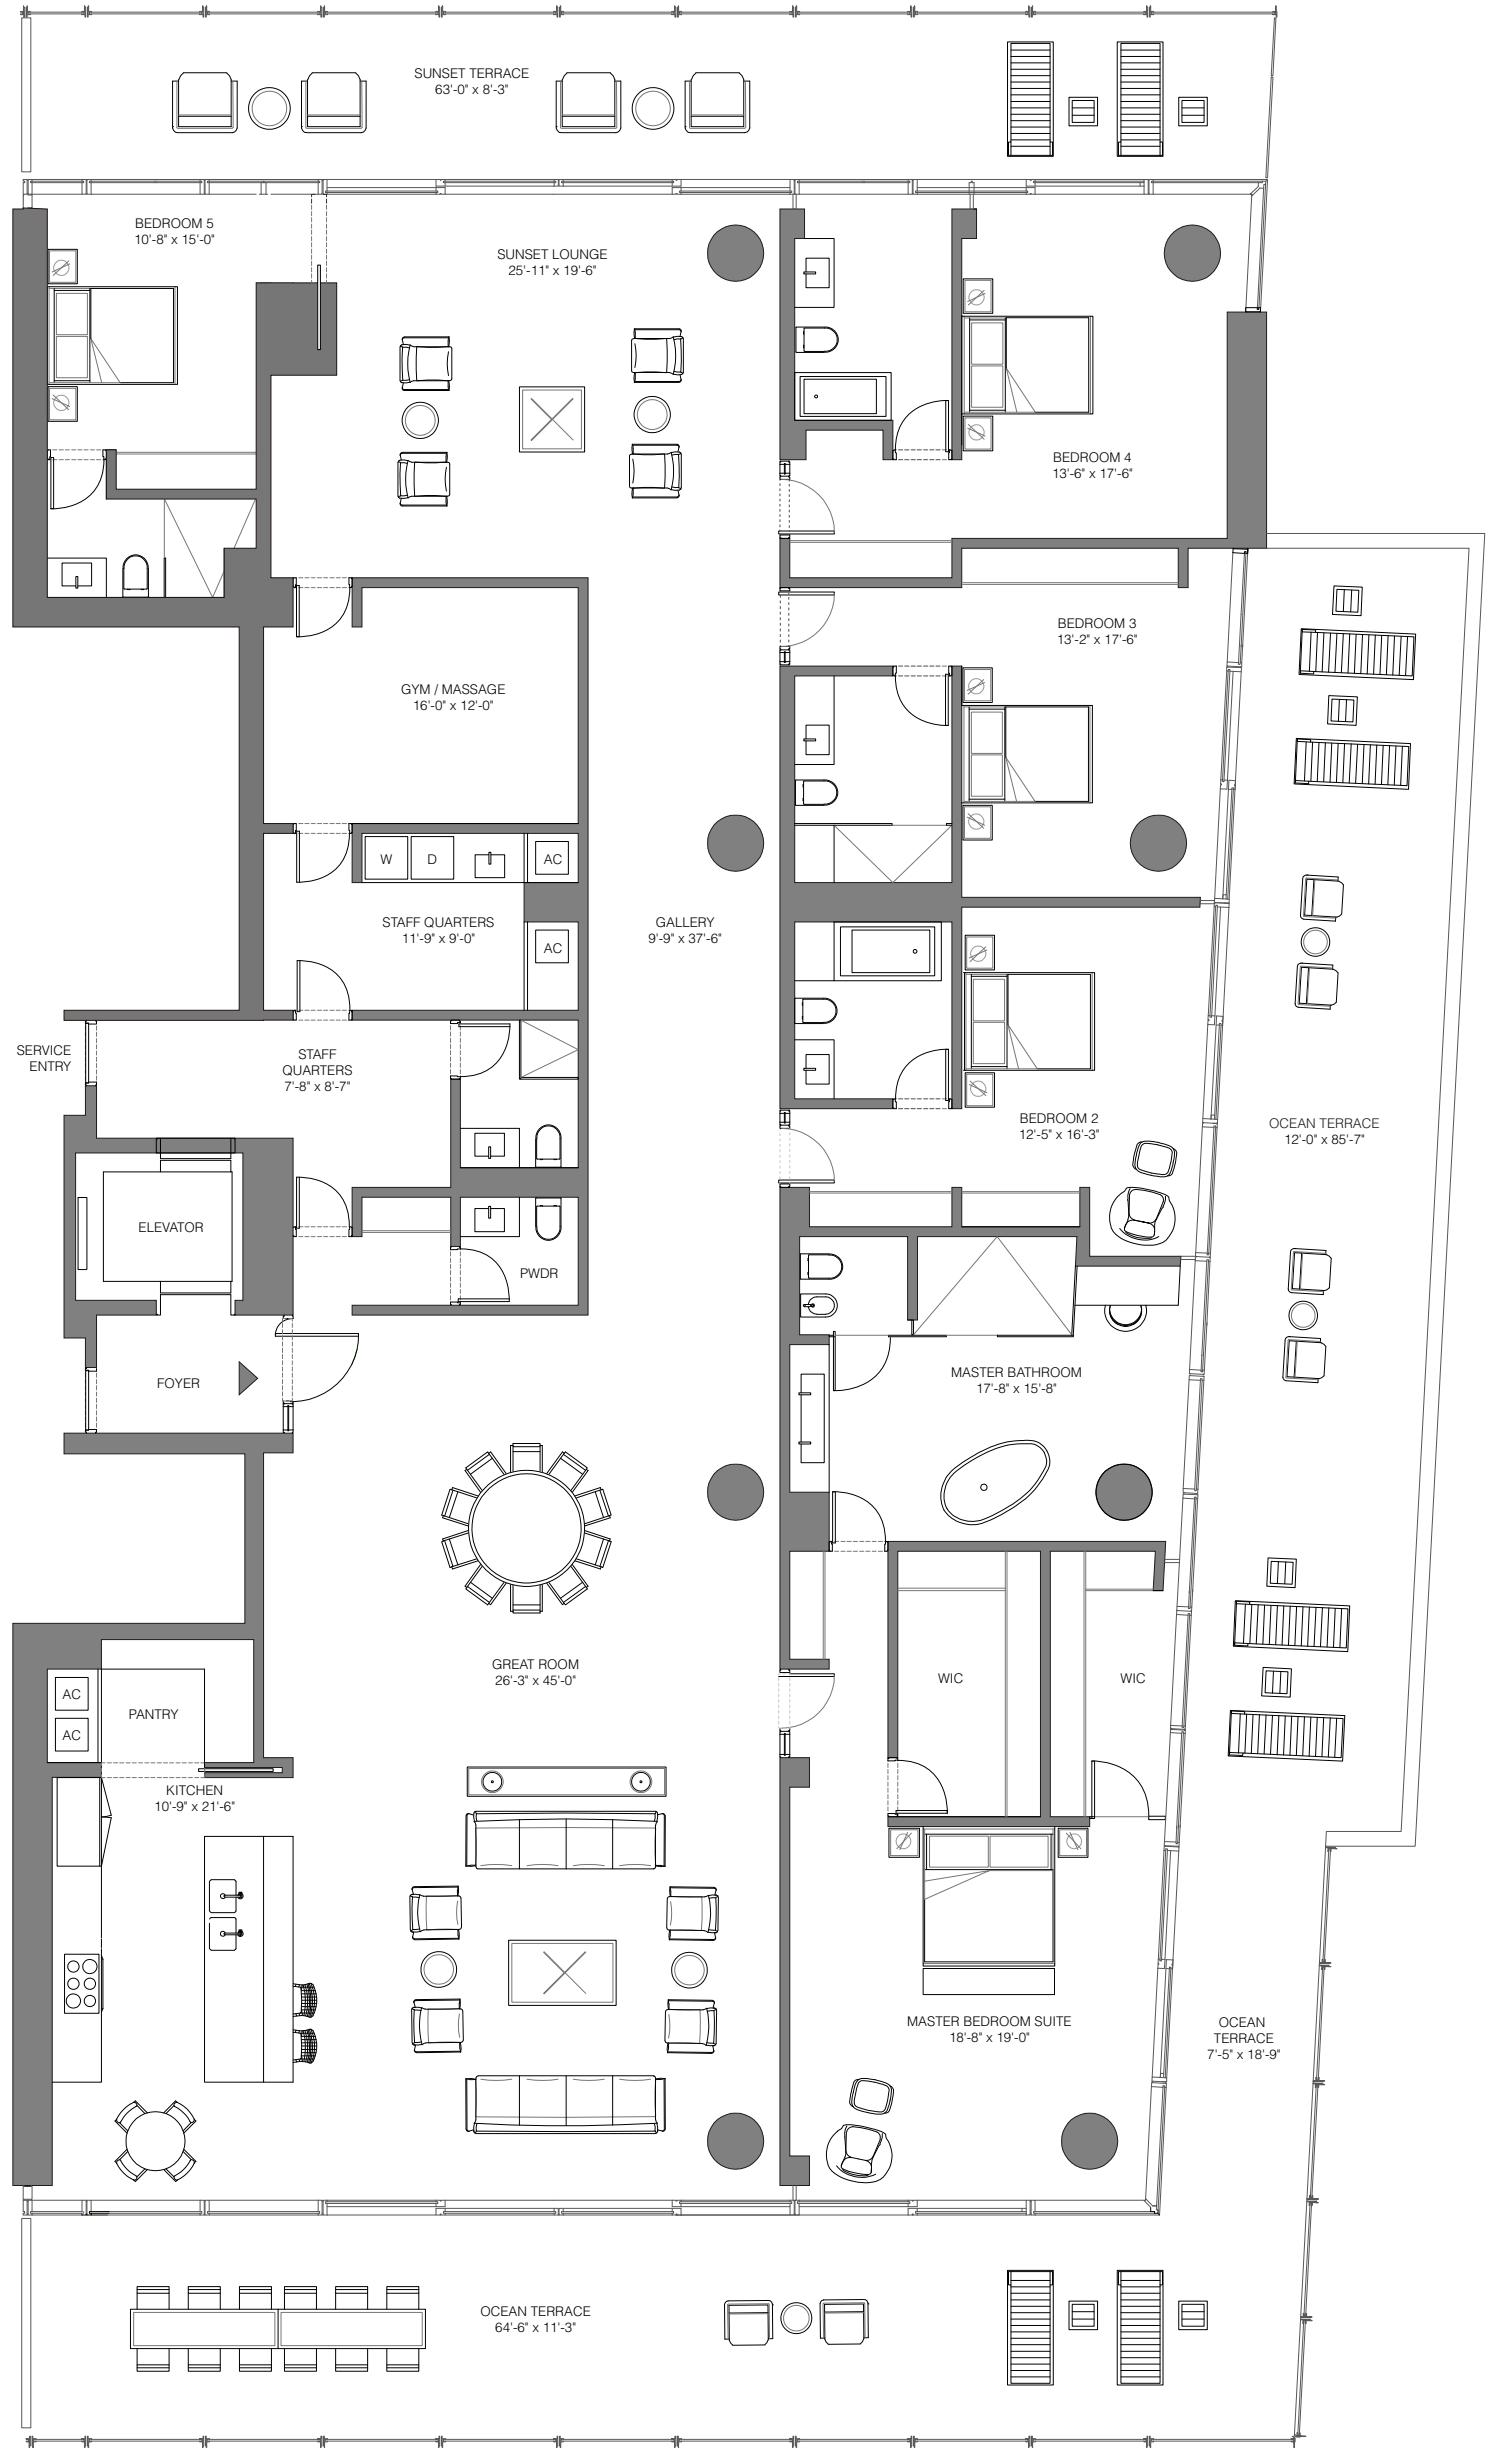 SUNSET TERRACE
63'-0" x 8'-3"
BEDROOM 5
10'-8" x 15'-0"
SUNSET LOUNGE
25'-11" x 19'-6"
BEDROOM 4
13'-6" x 17'-6"
BEDROOM 3
13'-2" x 17'-6"
GYM / MASSAGE
16'-0" x 12'-0"
W
D
AC
STAFF QUARTERS
11'-9" x 9'-0"
AC
GALLERY
9'-9" x 37'-6"
SERVICE
ENTRY
STAFF
QUARTERS
7'-8" x 8'-7"
BEDROOM 2
12'-5" x 16'-3"
OCEAN TERRACE
12'-0" x 85'-7"
ELEVATOR
PWDR
FOYER
MASTER BATHROOM
17'-8" x 15'-8"
GREAT ROOM
26'-3" x 45'-0"
WIC
WIC
AC
AC
PANTRY
KITCHEN
10'-9" x 21'-6"
MASTER BEDROOM SUITE
18'-8" x 19'-0"
OCEAN
TERRACE
7'-5" x 18'-9"
OCEAN TERRACE
64'-6" x 11'-3"